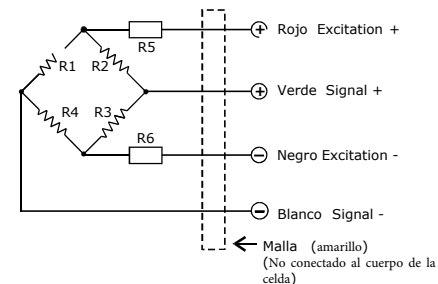 R5
Rojo Excitation +
R1
R2
Verde Signal +
R4
R3
R6
Negro Excitation -
Blanco Signal -
Malla (amarillo)
(No conectado al cuerpo de la
celda)